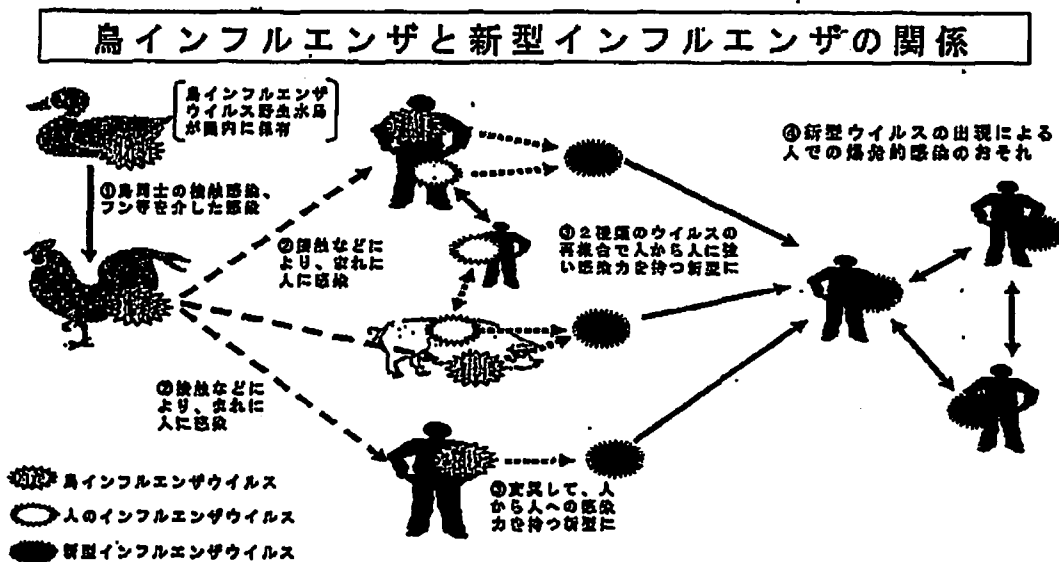 鳥インフルエンザと新型インフルエンザの関係
鳥インフルエンザ
ウイルス野生水鳥
が腸内に保有
①鳥同士の接触感染、
フン等を介した感染
②接触などに
より、まれに
人に感染
③2種類のウイルスの
再集合で人から人に強
い感染力を持つ新型に
④新型ウイルスの出現による
人での爆発的感染のおそれ
②接触などに
より、まれに
人に感染
③変異して、人
から人への感染
力を持つ新型に
鳥インフルエンザウイルス
人のインフルエンザウイルス
新型インフルエンザウイルス